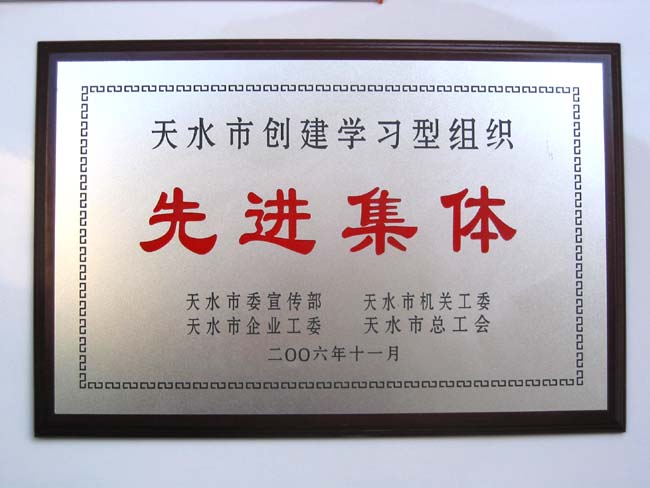 天水市创建学习型组织
先进集体
天水市委宣传部 天水市机关工委
天水市企业工委 天水市总工会
二〇〇六年十一月